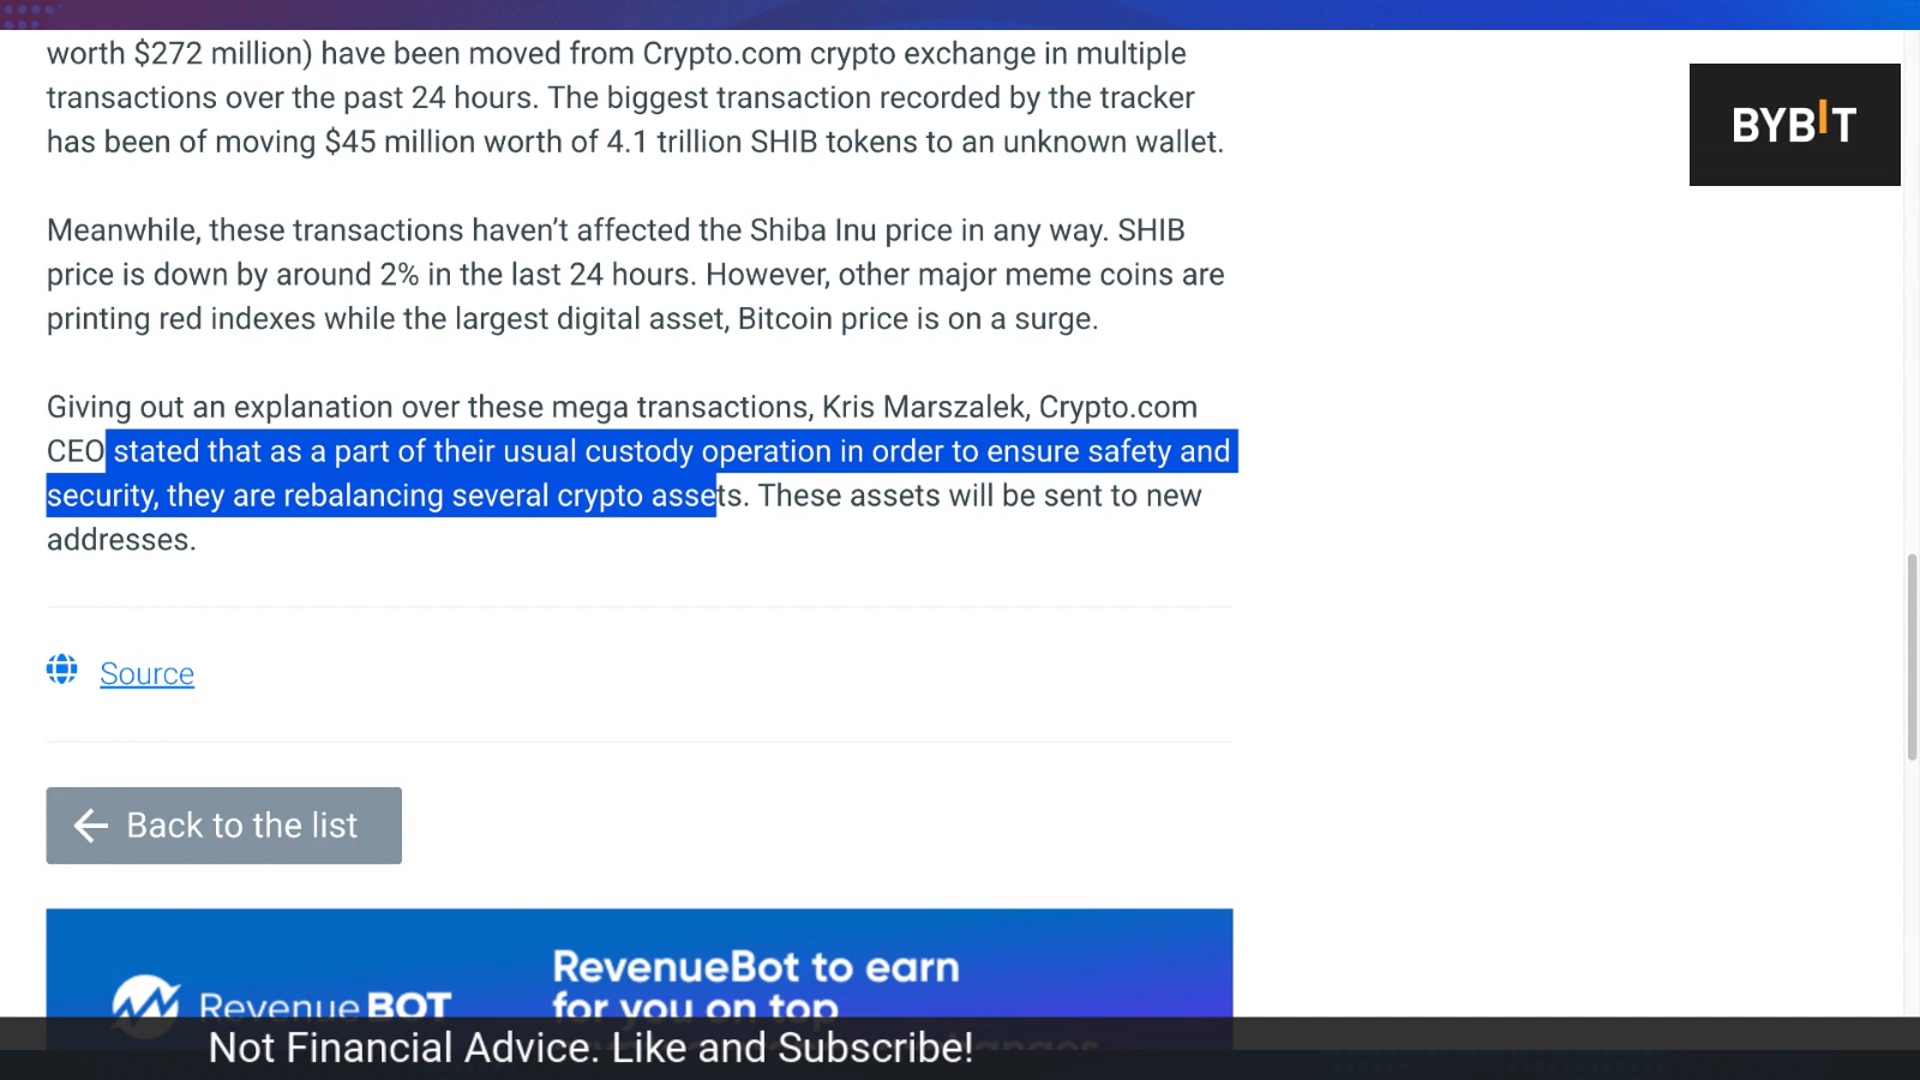 worth $272 million) have been moved from Crypto.com crypto exchange in multiple
transactions over the past 24 hours. The biggest transaction recorded by the tracker
has been of moving $45 million worth of 4.1 trillion SHIB tokens to an unknown wallet.
BYBIT
Meanwhile, these transactions haven’t affected the Shiba Inu price in any way. SHIB
price is down by around 2% in the last 24 hours. However, other major meme coins are
printing red indexes while the largest digital asset, Bitcoin price is on a surge.
Giving out an explanation over these mega transactions, Kris Marszalek, Crypto.com
CEO stated that as a part of their usual custody operation in order to ensure safety and
security, they are rebalancing several crypto assets. These assets will be sent to new
addresses.
Source
Back to the list
RevenueBot to earn
for you on top
Revenue BOT
Not Financial Advice. Like and Subscribe!